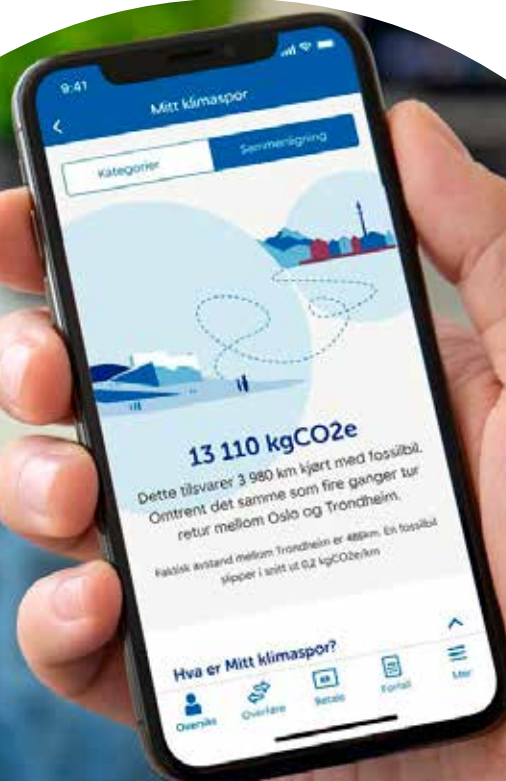 9:41
Mitt klimaspor
Kategorier
Sammenligning
13 110 kgCO2e
Dette tilsvarer 3 980 km kjørt med fossilbil.
Omtrent det samme som fire ganger tur
retur mellom Oslo og Trondheim.
Faktisk avstand mellom Trondheim er 486km. En fossilbil
slipper i snitt ut 0,2 kgCO2e/km
Hva er Mitt klimaspor?
Oversikt
Overføre
Betale
Forfall
Mer